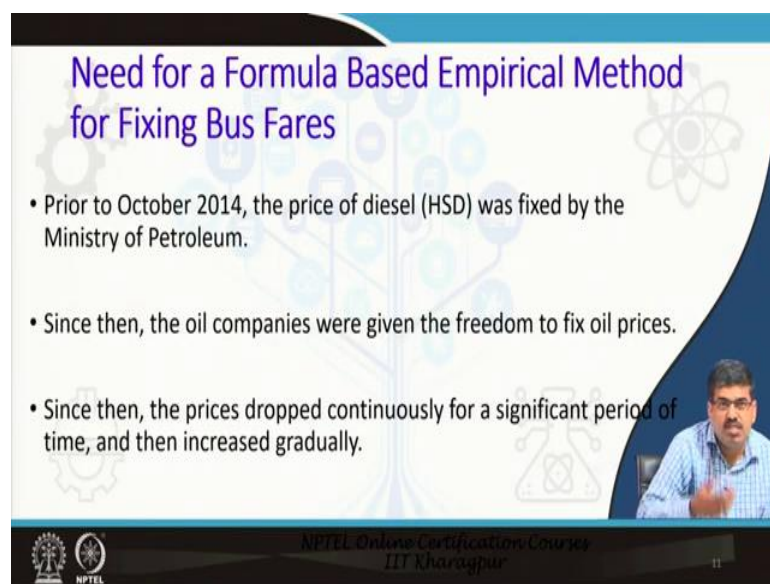 Need for a Formula Based Empirical Method
for Fixing Bus Fares
• Prior to October 2014, the price of diesel (HSD) was fixed by the
Ministry of Petroleum.
• Since then, the oil companies were given the freedom to fix oil prices.
• Since then, the prices dropped continuously for a significant period of
time, and then increased gradually.
NPTEL Online Certification Courses
IIT Kharagpur
NPTEL
11